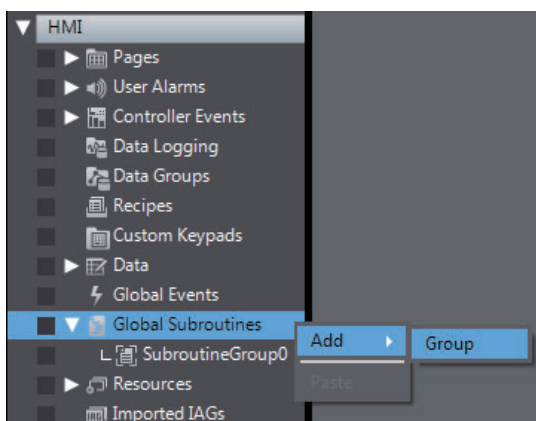 HMI
Pages
User Alarms
Controller Events
Data Logging
Data Groups
Recipes
Custom Keypads
Data
Global Events
Global Subroutines
Add
Group
SubroutineGroup0
Paste
Resources
Imported IAGs